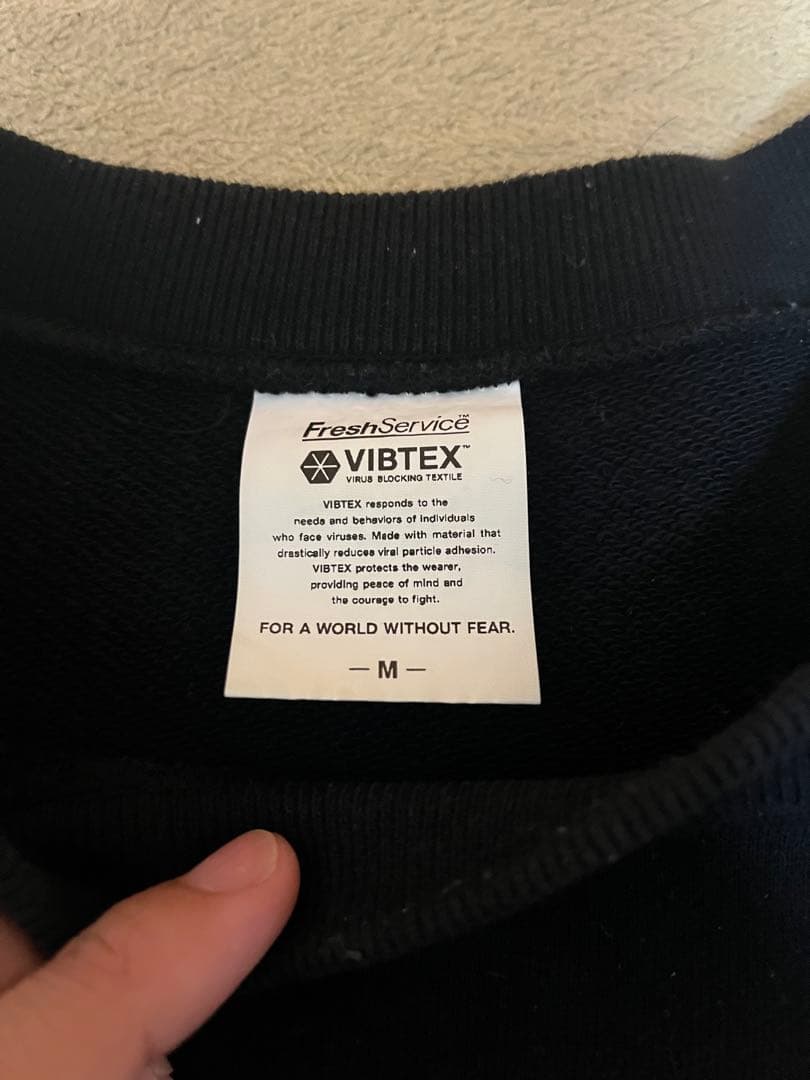 FreshService™
VIBTEX™
VIRUS BLOCKING TEXTILE
VIBTEX responds to the
needs and behaviors of individuals
who face viruses. Made with material that
drastically reduces viral particle adhesion.
VIBTEX protects the wearer,
providing peace of mind and
the courage to fight.
FOR A WORLD WITHOUT FEAR.
— M —